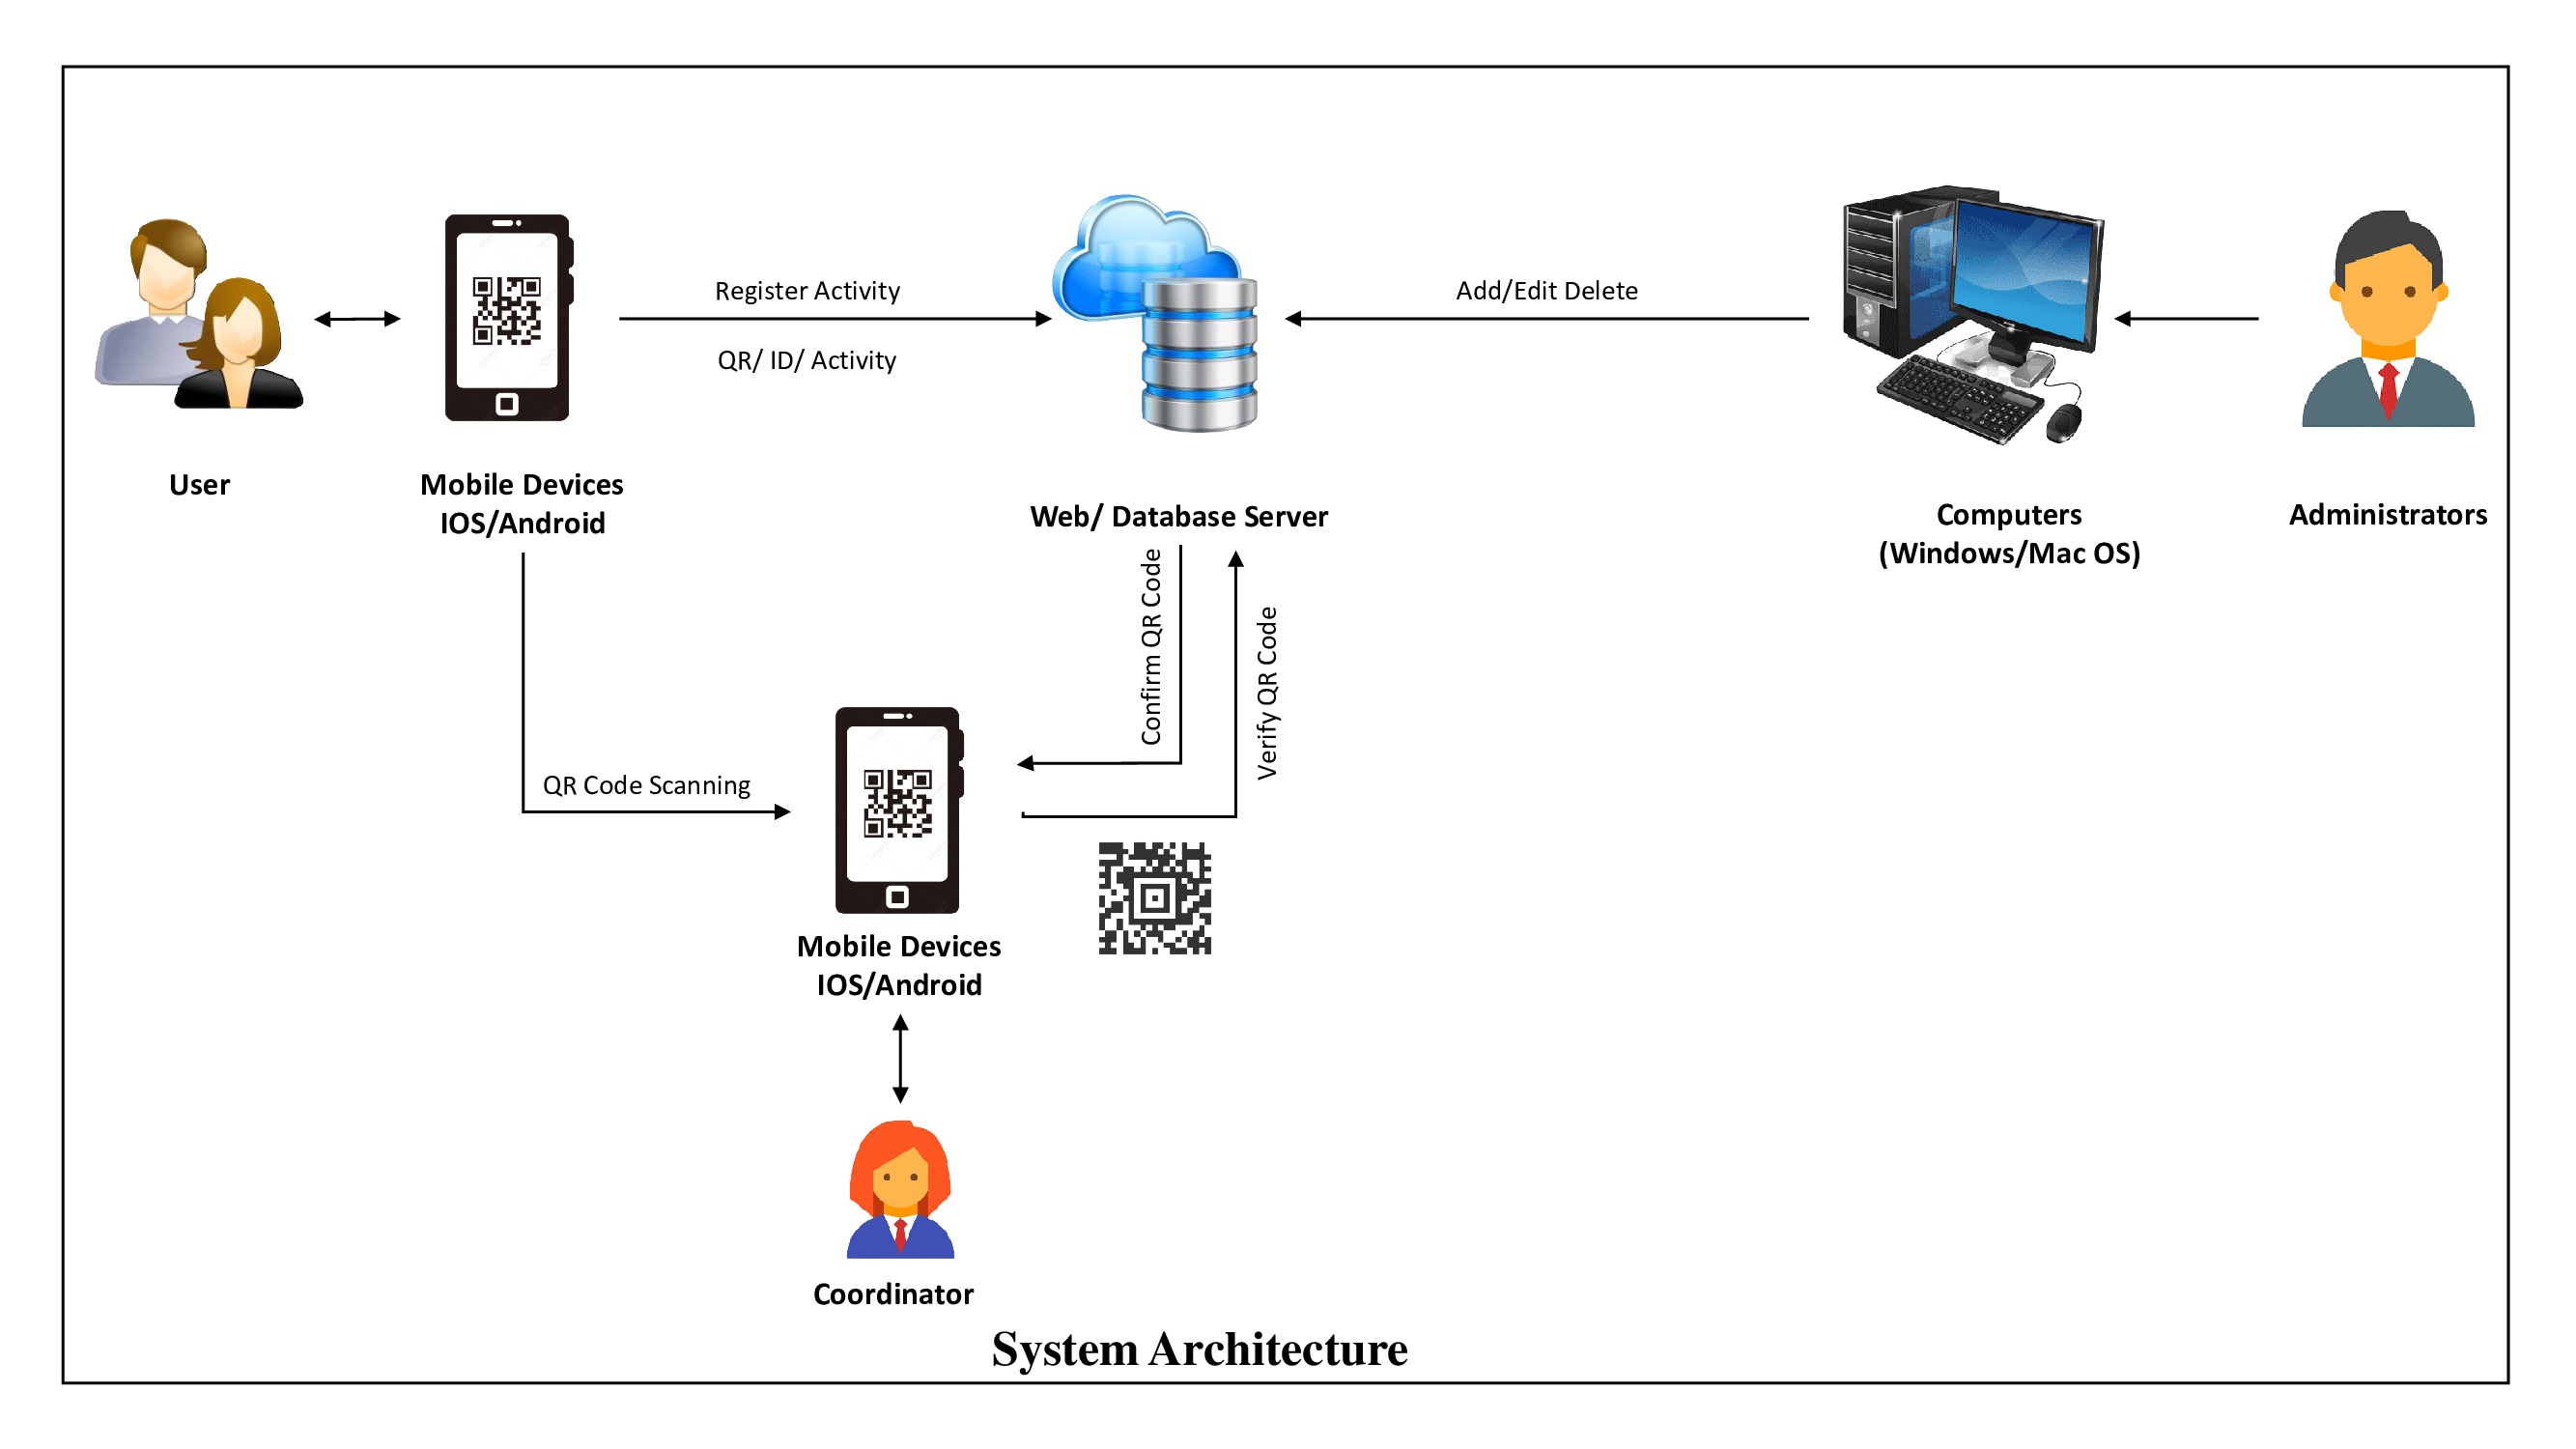 Register Activity
QR/ ID/ Activity
Add/Edit Delete
User
Mobile Devices
IOS/Android
Web/ Database Server
Computers
(Windows/Mac OS)
Administrators
Confirm QR Code
Verify QR Code
QR Code Scanning
Mobile Devices
IOS/Android
Coordinator
System Architecture